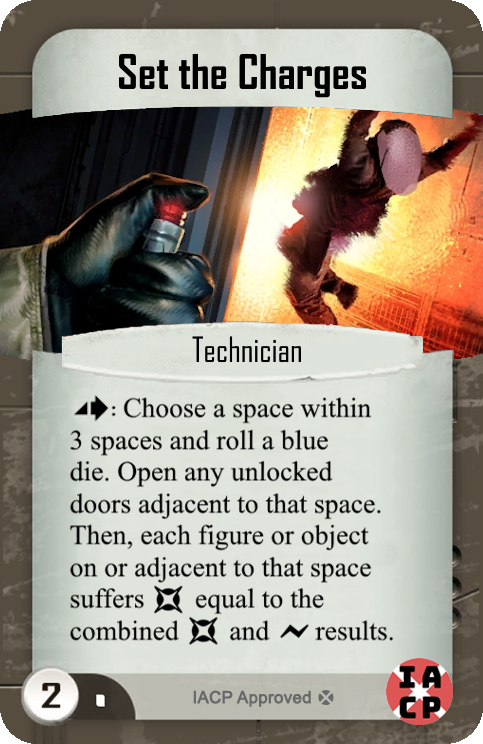 Set the Charges
Technician
: Choose a space within
3 spaces and roll a blue
die. Open any unlocked
doors adjacent to that space.
Then, each figure or object
on or adjacent to that space
suffers equal to the
combined and results.
2
IACP Approved
IA
CP